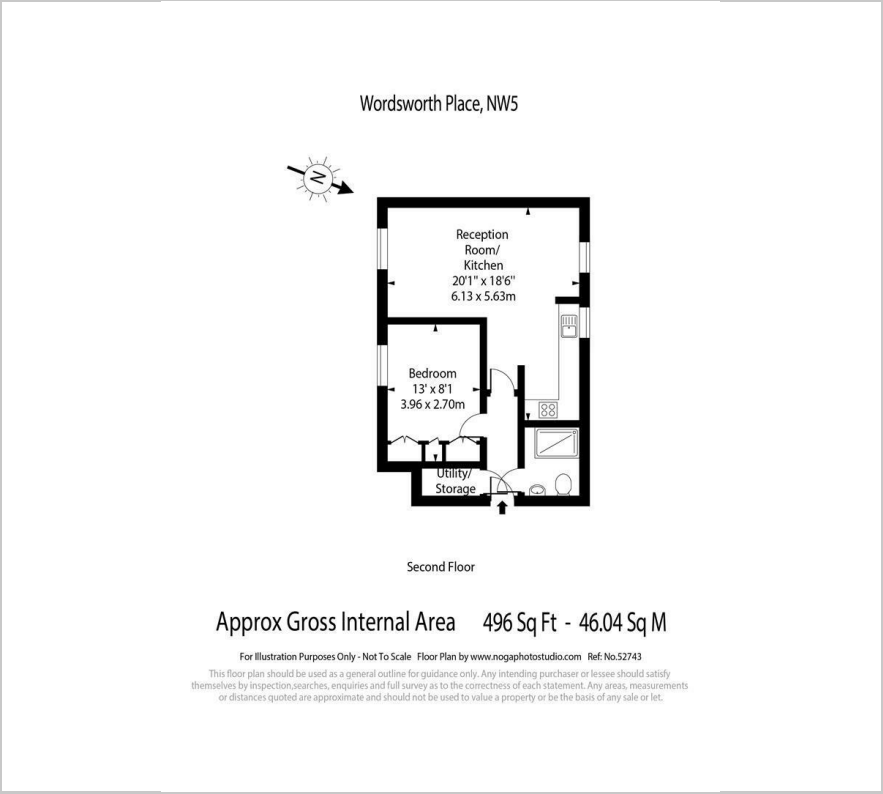 Wordsworth Place, NW5
N
Reception
Room/
Kitchen
20'1" x 18'6"
6.13 x 5.63m
Bedroom
13' x 8'1
3.96 x 2.70m
Utility/
Storage
Second Floor
Approx Gross Internal Area 496 Sq Ft - 46.04 Sq M
For Illustration Purposes Only - Not To Scale Floor Plan by www.nogaphotostudio.com Ref: No.52743
This floor plan should be used as a general outline for guidance only. Any intending purchaser or lessee should satisfy
themselves by inspection,searches, enquiries and full survey as to the correctness of each statement. Any areas, measurements
or distances quoted are approximate and should not be used to value a property or be the basis of any sale or let.